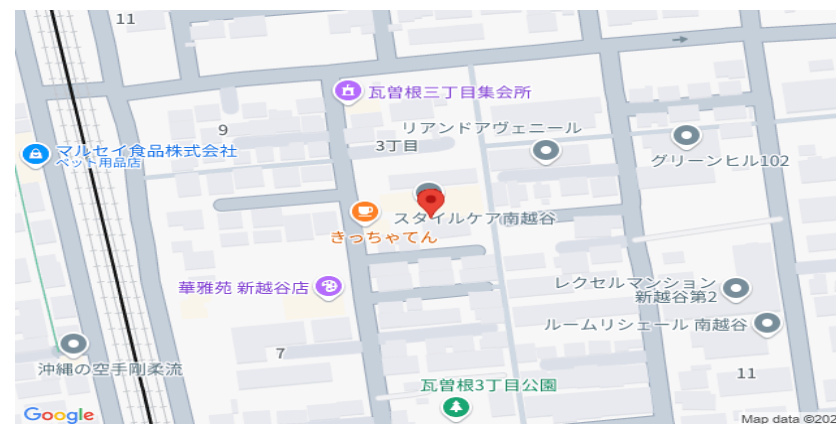 11
瓦曽根三丁目集会所
9
リアンドアヴェニール
3丁目
マルセイ食品株式会社
ペット用品店
グリーンヒル102
スタイルケア南越谷
きっちゃてん
華雅苑 新越谷店
レクセルマンション
新越谷第2
ルームリシェール 南越谷
7
沖縄の空手剛柔流
11
瓦曽根3丁目公園
Google
Map data ©202